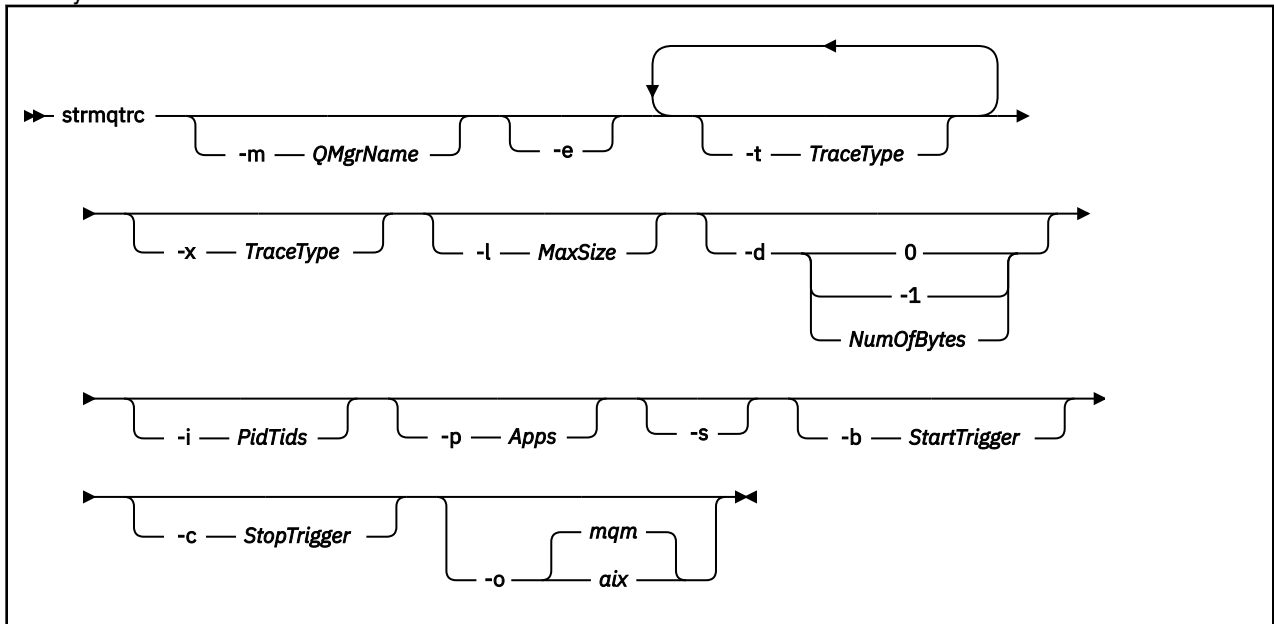 strmqtrc
-m QMgrName -e -t TraceType
-x TraceType -l MaxSize -d 0
-1
NumOfBytes
-i PidTids -p Apps -s -b StartTrigger
-c StopTrigger mqm
-o aix